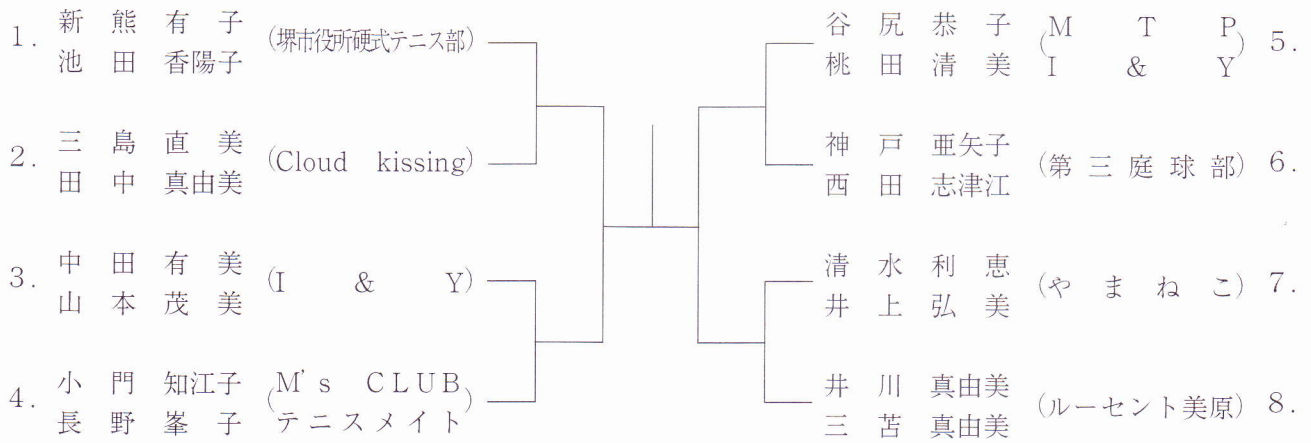 1. 新熊有子 (堺市役所硬式テニス部)
池田香陽子
2. 三島直美 (Cloud kissing)
田中真由美
3. 中田有美 (I & Y)
山本茂美
4. 小門知江子 (M's CLUB
長野峯子 テニスメイト)
谷尻恭子 (M T P 5.
桃田清美 I & Y)
神戸亜矢子 (第三庭球部) 6.
西田志津江
清水利恵 (やまねこ) 7.
井上弘美
井川真由美 (ルーセント美原) 8.
三苫真由美